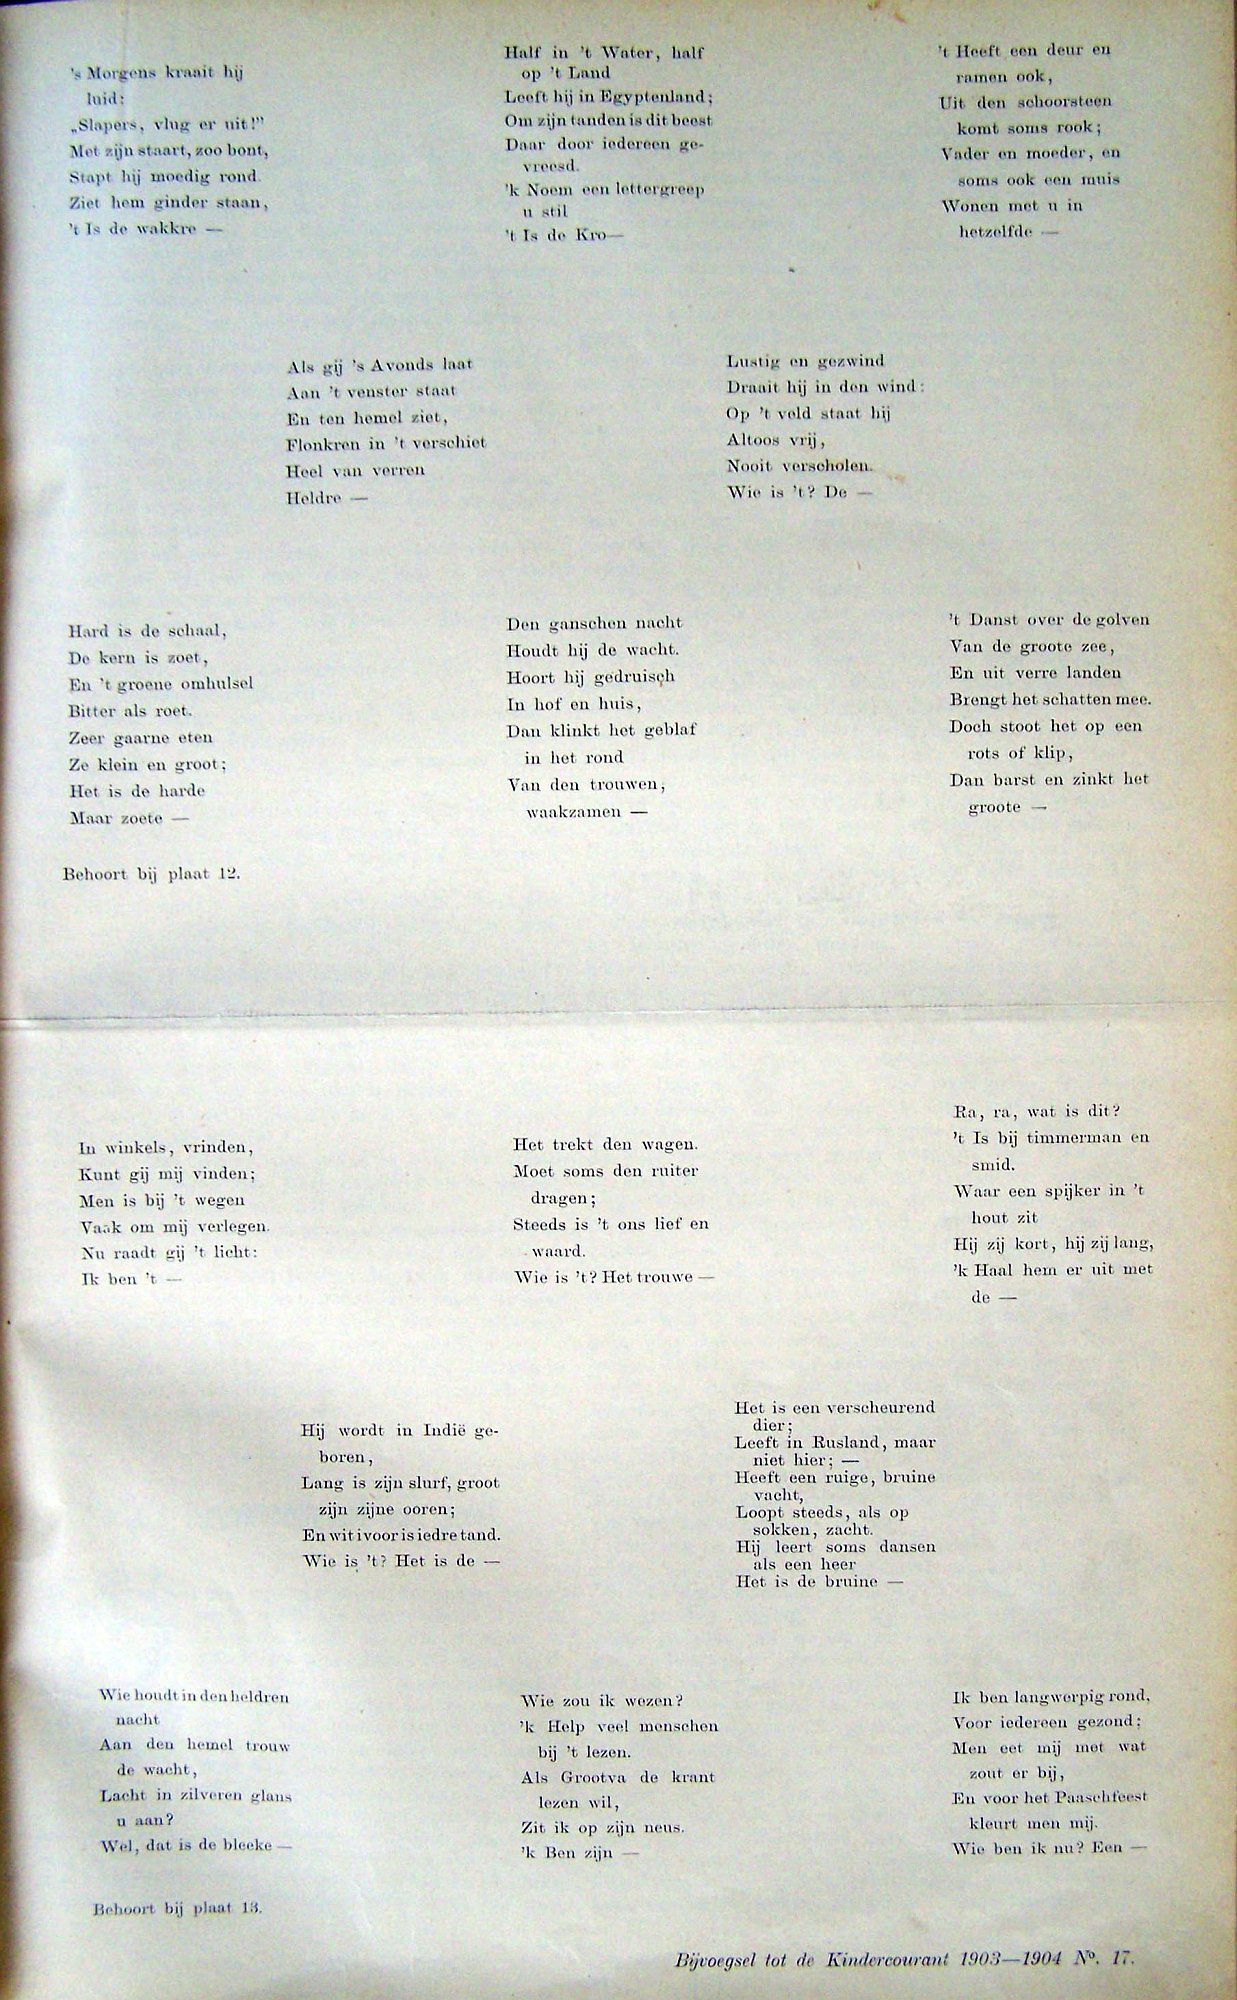 's Morgens kraait hij
luid:
„Slapers, vlug er uit!”
Met zijn staart, zoo bont,
Stapt hij moedig rond.
Ziet hem ginder staan,
't Is de wakkre —
Half in 't Water, half
op 't Land
Leeft hij in Egyptenland;
Om zijn tanden is dit beest
Daar door iedereen ge-
vreesd.
'k Noem een lettergreep
u stil
't Is de Kro—
't Heeft een deur en
ramen ook,
Uit den schoorsteen
komt soms rook;
Vader en moeder, en
soms ook een muis
Wonen met u in
hetzelfde —
Als gij 's Avonds laat
Aan 't venster staat
En ten hemel ziet,
Flonkren in 't verschiet
Heel van verren
Heldre —
Lustig en gezwind
Draait hij in den wind:
Op 't veld staat hij
Altoos vrij,
Nooit verscholen.
Wie is 't? De —
Hard is de schaal,
De kern is zoet,
En 't groene omhulsel
Bitter als roet.
Zeer gaarne eten
Ze klein en groot;
Het is de harde
Maar zoete —
Den ganschen nacht
Houdt hij de wacht.
Hoort hij gedruisch
In hof en huis,
Dan klinkt het geblaf
in het rond
Van den trouwen,
waakzamen —
't Danst over de golven
Van de groote zee,
En uit verre landen
Brengt het schatten mee.
Doch stoot het op een
rots of klip,
Dan barst en zinkt het
groote —
Behoort bij plaat 12.
In winkels, vrinden,
Kunt gij mij vinden;
Men is bij 't wegen
Vaak om mij verlegen.
Nu raadt gij 't licht:
Ik ben 't —
Het trekt den wagen.
Moet soms den ruiter
dragen;
Steeds is 't ons lief en
waard.
Wie is 't? Het trouwe —
Ra, ra, wat is dit?
't Is bij timmerman en
smid.
Waar een spijker in 't
hout zit
Hij zij kort, hij zij lang,
'k Haal hem er uit met
de —
Hij wordt in Indië ge-
boren,
Lang is zijn slurf, groot
zijn zijne ooren;
En wit ivoor is iedre tand.
Wie is 't? Het is de —
Het is een verscheurend
dier;
Leeft in Rusland, maar
niet hier; —
Heeft een ruige, bruine
vacht,
Loopt steeds, als op
sokken, zacht.
Hij leert soms dansen
als een heer
Het is de bruine —
Wie houdt in den heldren
nacht
Aan den hemel trouw
de wacht,
Lacht in zilveren glans
u aan?
Wel, dat is de bleeke —
Wie zou ik wezen?
'k Help veel menschen
bij 't lezen.
Als Grootva de krant
lezen wil,
Zit ik op zijn neus.
'k Ben zijn —
Ik ben langwerpig rond,
Voor iedereen gezond;
Men eet mij met wat
zout er bij,
En voor het Paaschfeest
kleurt men mij.
Wie ben ik nu? Een —
Behoort bij plaat 13.
Bijvoegsel tot de Kindercourant 1903—1904 No. 17.